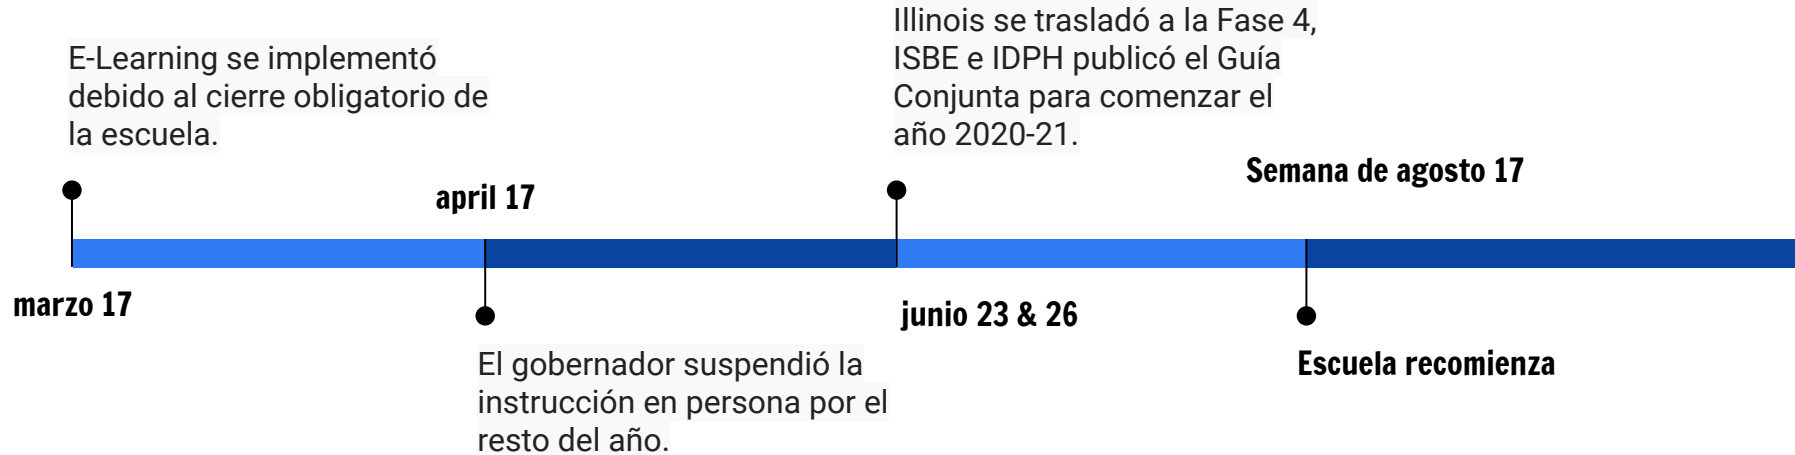 E-Learning se implementó
debido al cierre obligatorio de
la escuela.
marzo 17
april 17
El gobernador suspendió la
instrucción en persona por el
resto del año.
Illinois se trasladó a la Fase 4,
ISBE e IDPH publicó el Guía
Conjunta para comenzar el
año 2020-21.
junio 23 & 26
Semana de agosto 17
Escuela recomienza